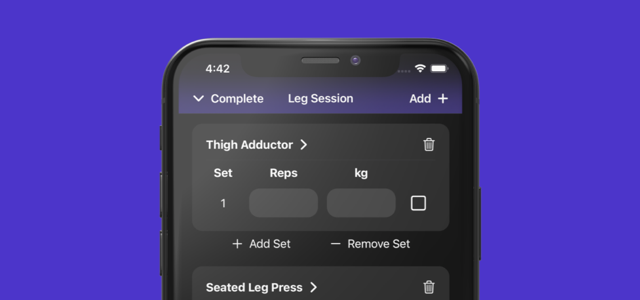 4:42
Complete Leg Session Add +
Thigh Adductor
Set Reps kg
1
+ Add Set − Remove Set
Seated Leg Press